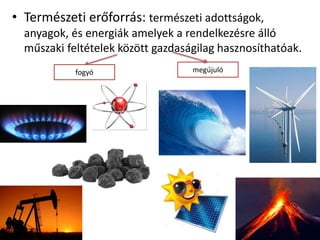 • Természeti erőforrás: természeti adottságok,
anyagok, és energiák amelyek a rendelkezésre álló
műszaki feltételek között gazdaságilag hasznosíthatóak.
fogyó
megújuló